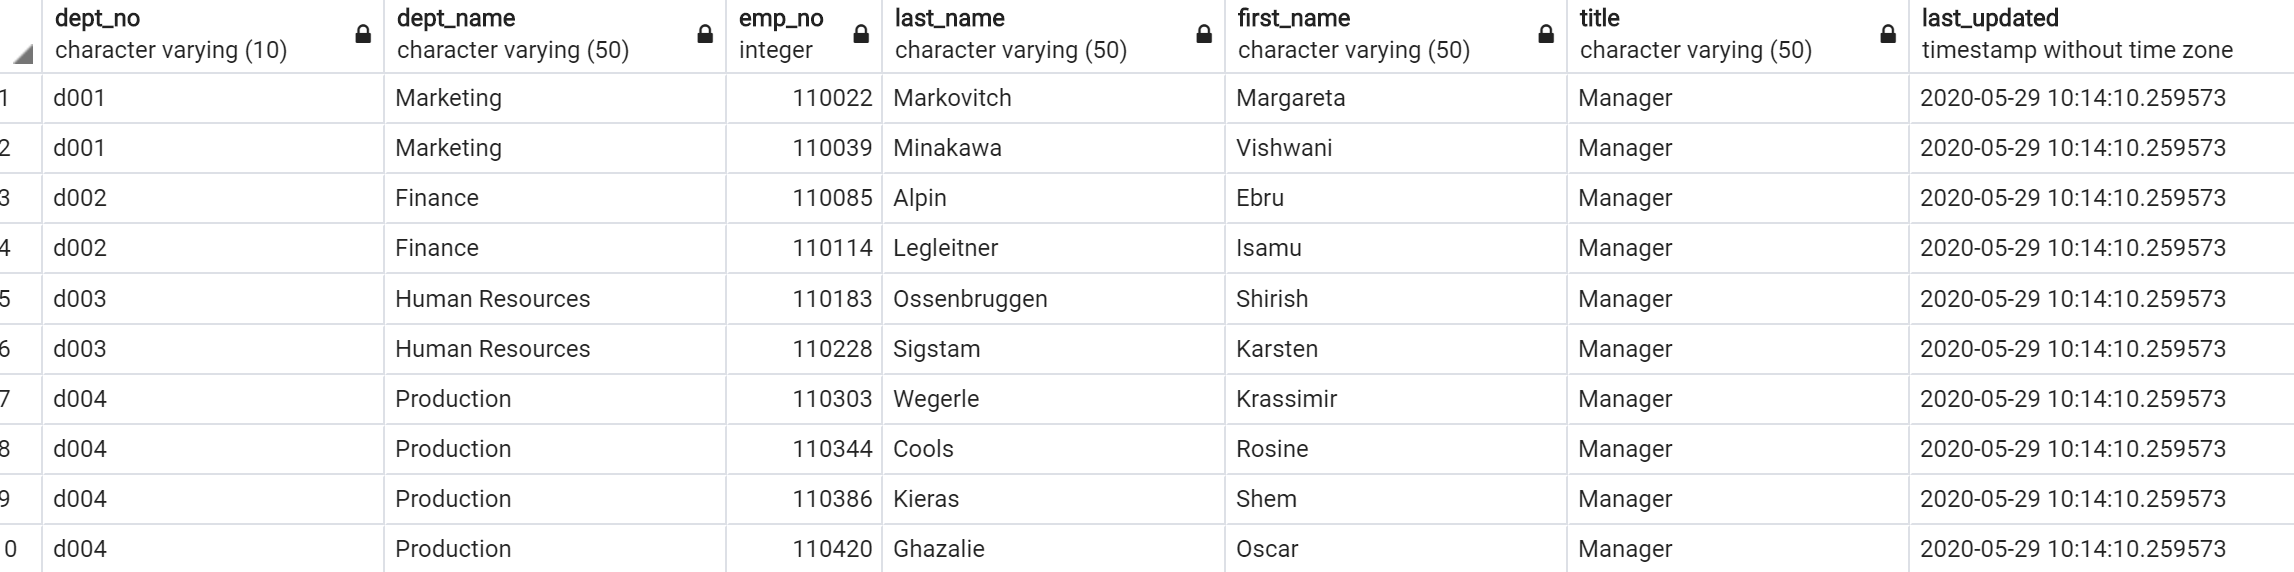 dept_no dept_name emp_no last_name first_name title last_updated
character varying (10) character varying (50) integer character varying (50) character varying (50) character varying (50) timestamp without time zone
1 d001 Marketing 110022 Markovitch Margareta Manager 2020-05-29 10:14:10.259573
2 d001 Marketing 110039 Minakawa Vishwani Manager 2020-05-29 10:14:10.259573
3 d002 Finance 110085 Alpin Ebru Manager 2020-05-29 10:14:10.259573
4 d002 Finance 110114 Legleitner Isamu Manager 2020-05-29 10:14:10.259573
5 d003 Human Resources 110183 Ossenbruggen Shirish Manager 2020-05-29 10:14:10.259573
6 d003 Human Resources 110228 Sigstam Karsten Manager 2020-05-29 10:14:10.259573
7 d004 Production 110303 Wegerle Krassimir Manager 2020-05-29 10:14:10.259573
8 d004 Production 110344 Cools Rosine Manager 2020-05-29 10:14:10.259573
9 d004 Production 110386 Kieras Shem Manager 2020-05-29 10:14:10.259573
0 d004 Production 110420 Ghazalie Oscar Manager 2020-05-29 10:14:10.259573